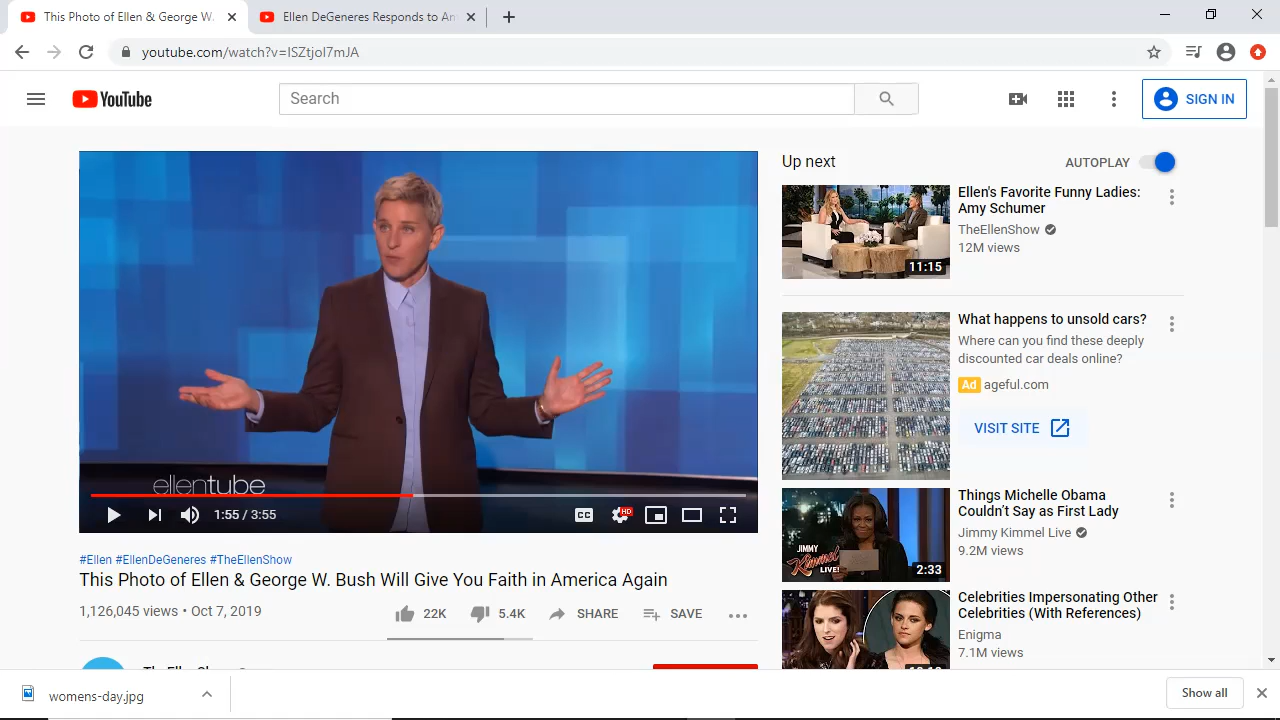 This Photo of Ellen & George W.
Ellen DeGeneres Responds to An
youtube.com/watch?v=lSZtjoI7mJA
YouTube
Search
SIGN IN
ellentube
1:55 / 3:55
CC
HD
#Ellen #EllenDeGeneres #TheEllenShow
This Photo of Ellen & George W. Bush Will Give You Faith in America Again
1,126,045 views • Oct 7, 2019
22K
5.4K
SHARE
SAVE
Up next
AUTOPLAY
11:15
Ellen's Favorite Funny Ladies:
Amy Schumer
TheEllenShow
12M views
What happens to unsold cars?
Where can you find these deeply
discounted car deals online?
Ad ageful.com
VISIT SITE
JIMMY
KIMMEL
LIVE!
2:33
Things Michelle Obama
Couldn't Say as First Lady
Jimmy Kimmel Live
9.2M views
Celebrities Impersonating Other
Celebrities (With References)
Enigma
7.1M views
womens-day.jpg
Show all